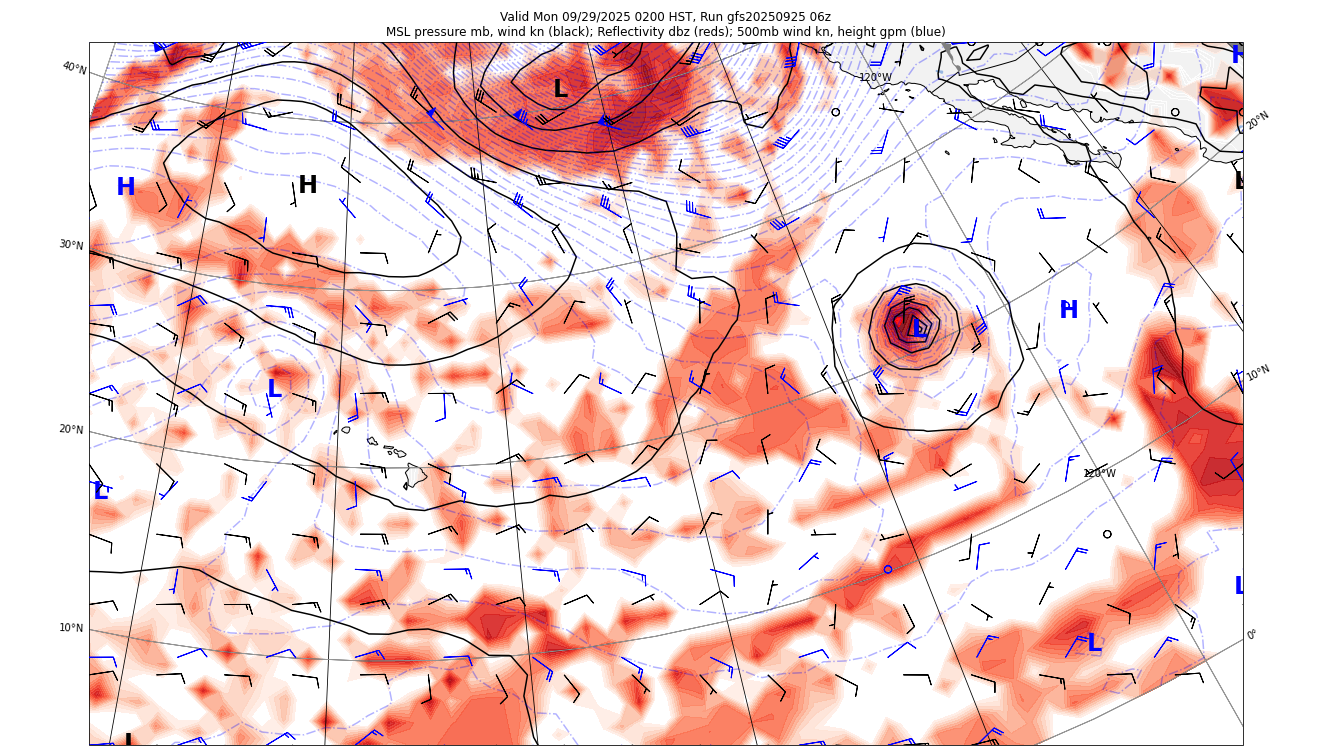 Valid Mon 09/29/2025 0200 HST, Run gfs20250925 06z
MSL pressure mb, wind kn (black); Reflectivity dbz (reds); 500mb wind kn, height gpm (blue)
H
40°N
120°W
L
20°N
H
H
L
30°N
H
L
10°N
L
20°N
120°W
L
L
10°N
0°
L
L